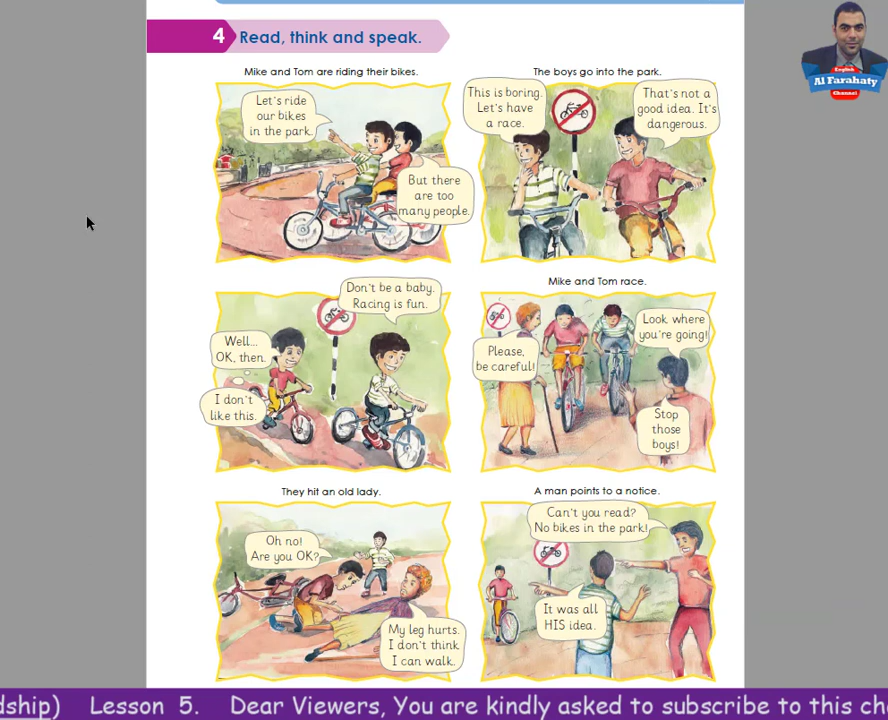 4 Read, think and speak.
Mike and Tom are riding their bikes.
Let's ride
our bikes
in the park.
But there
are too
many people.
The boys go into the park.
This is boring.
Let's have
a race.
That's not a
good idea. It's
dangerous.
Don't be a baby.
Racing is fun.
Well...
OK, then.
I don't
like this.
Mike and Tom race.
Please,
be careful!
Look where
you're going!
Stop
those
boys!
They hit an old lady.
Oh no!
Are you OK?
My leg hurts.
I don't think
I can walk.
A man points to a notice.
Can't you read?
No bikes in the park!
It was all
HIS idea.
English
Al Farahaty
Channel
dship) Lesson 5. Dear Viewers, You are kindly asked to subscribe to this ch